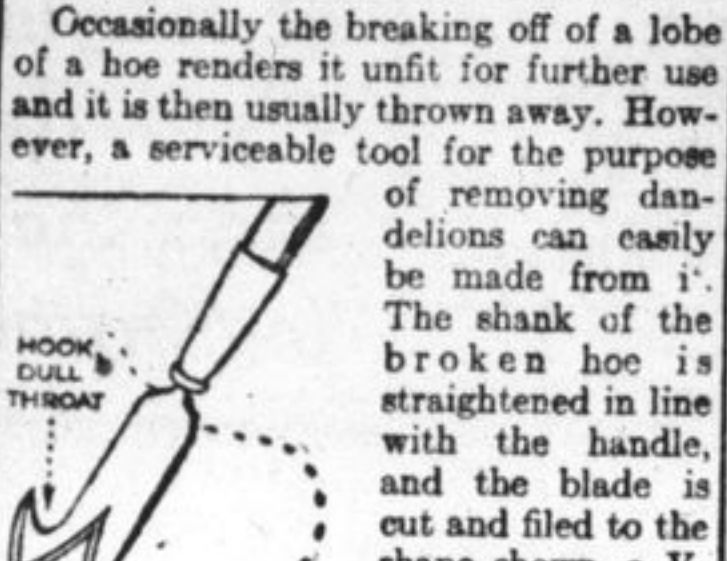 Occasionally the breaking off of a lobe
of a hoe renders it unfit for further use
and it is then usually thrown away. How-
ever, a serviceable tool for the purpose
of removing dan-
delions can easily
be made from
The shank of the
broken hoe is
straightened in line
with the handle,
and the blade is
cut and filed to the
HOOK
DULL
THROAT